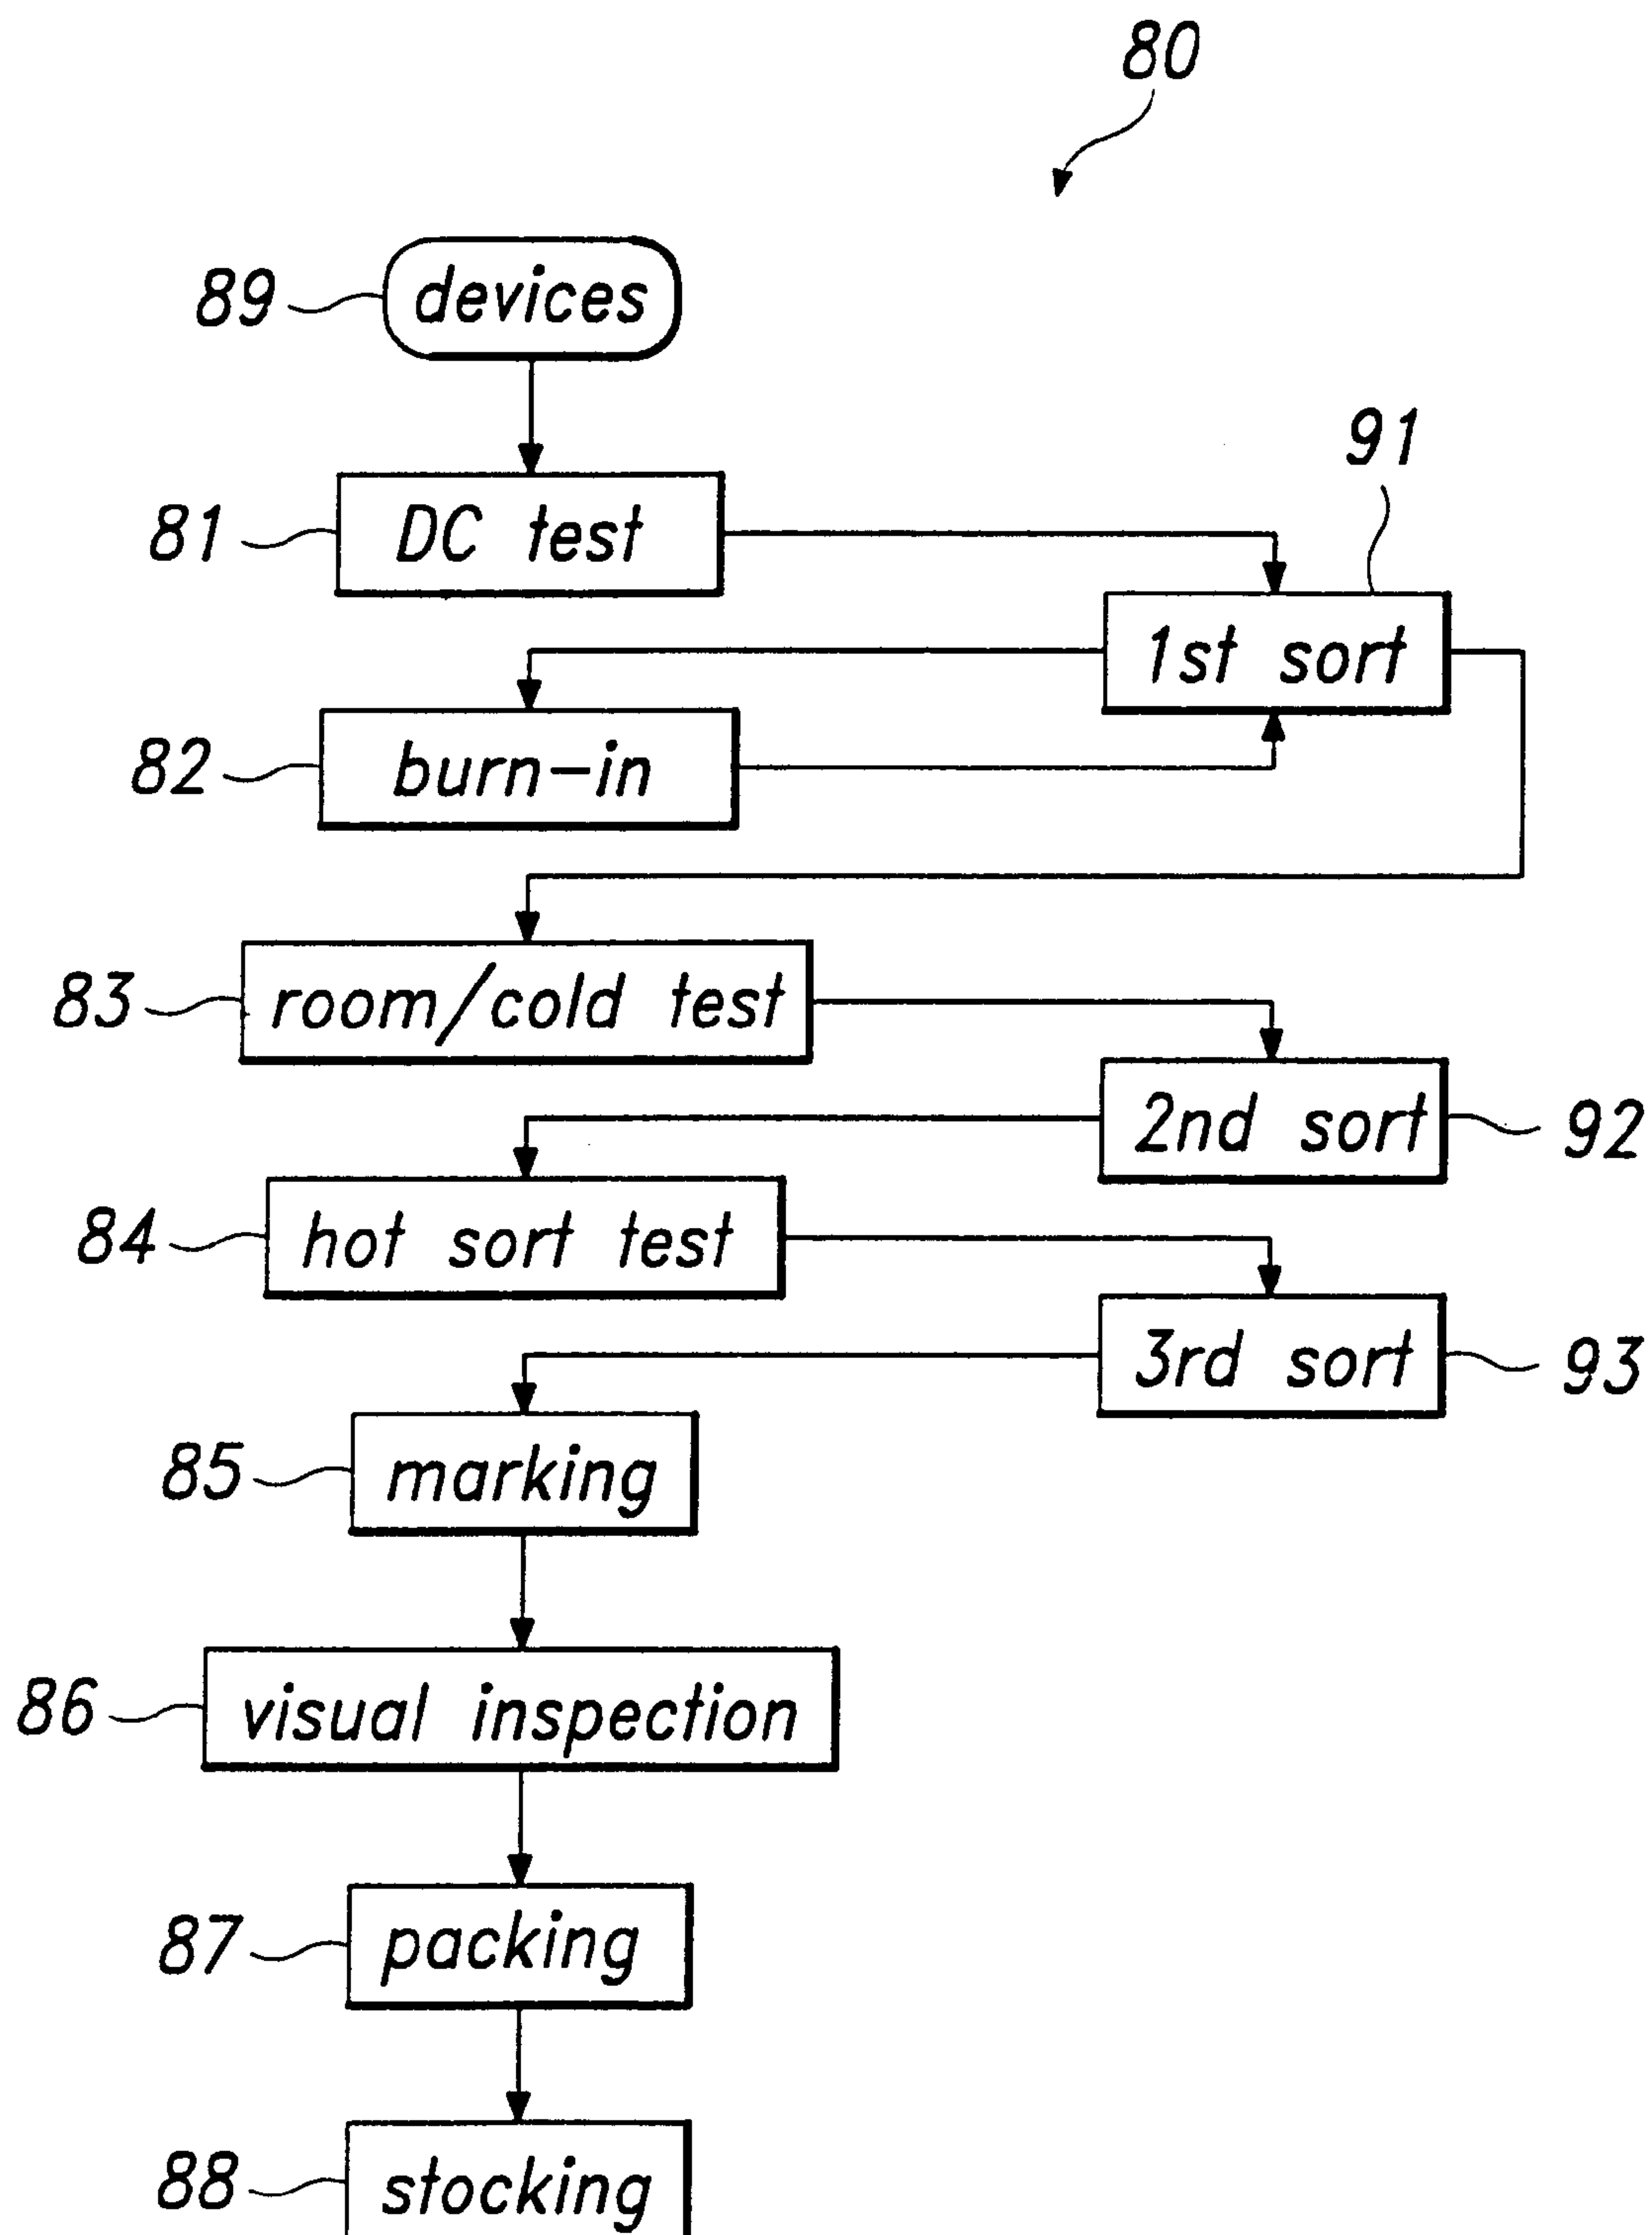 80
89 devices
91
81 DC test
1st sort
82 burn-in
83 room/cold test
2nd sort 92
84 hot sort test
3rd sort 93
85 marking
86 visual inspection
87 packing
88 stocking